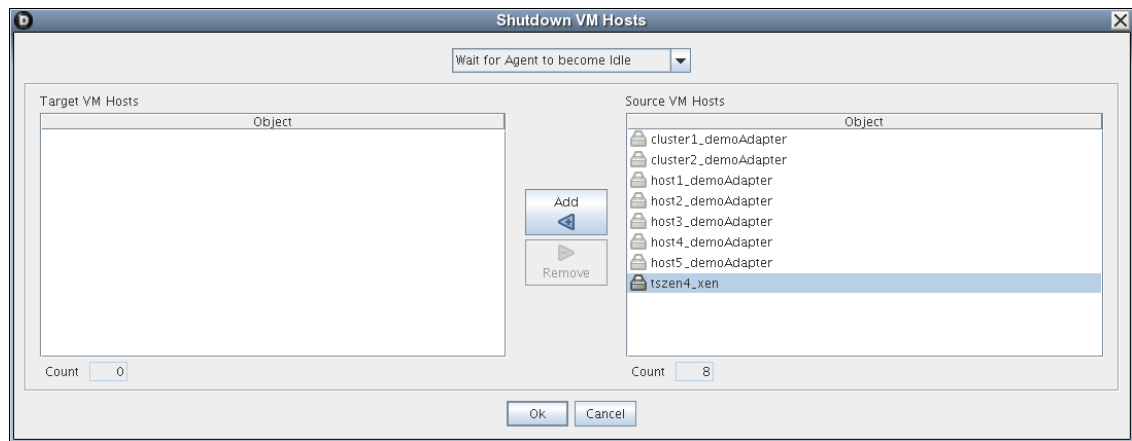 Shutdown VM Hosts
Wait for Agent to become Idle
Target VM Hosts
Object
Count 0
Add
Remove
Source VM Hosts
Object
cluster1_demoAdapter
cluster2_demoAdapter
host1_demoAdapter
host2_demoAdapter
host3_demoAdapter
host4_demoAdapter
host5_demoAdapter
tszen4_xen
Count 8
Ok Cancel